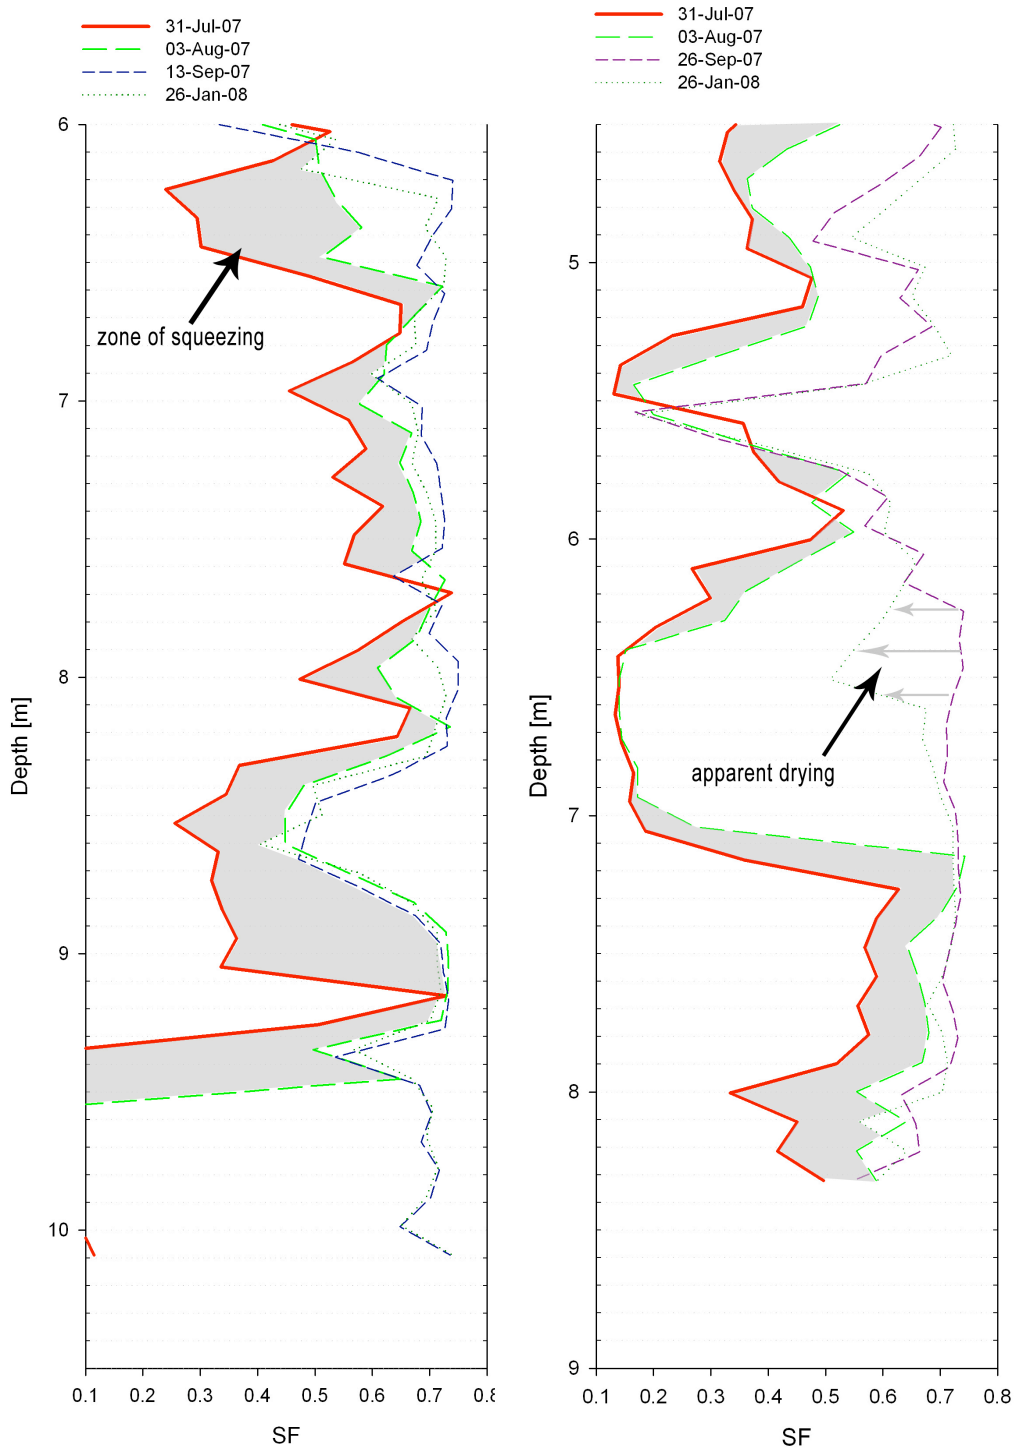 31-Jul-07
03-Aug-07
13-Sep-07
26-Jan-08
6
7
8
9
10
Depth [m]
zone of squeezing
0.1
0.2
0.3
0.4
0.5
0.6
0.7
0.8
SF
31-Jul-07
03-Aug-07
26-Sep-07
26-Jan-08
5
6
7
8
9
Depth [m]
apparent drying
0.1
0.2
0.3
0.4
0.5
0.6
0.7
0.8
SF